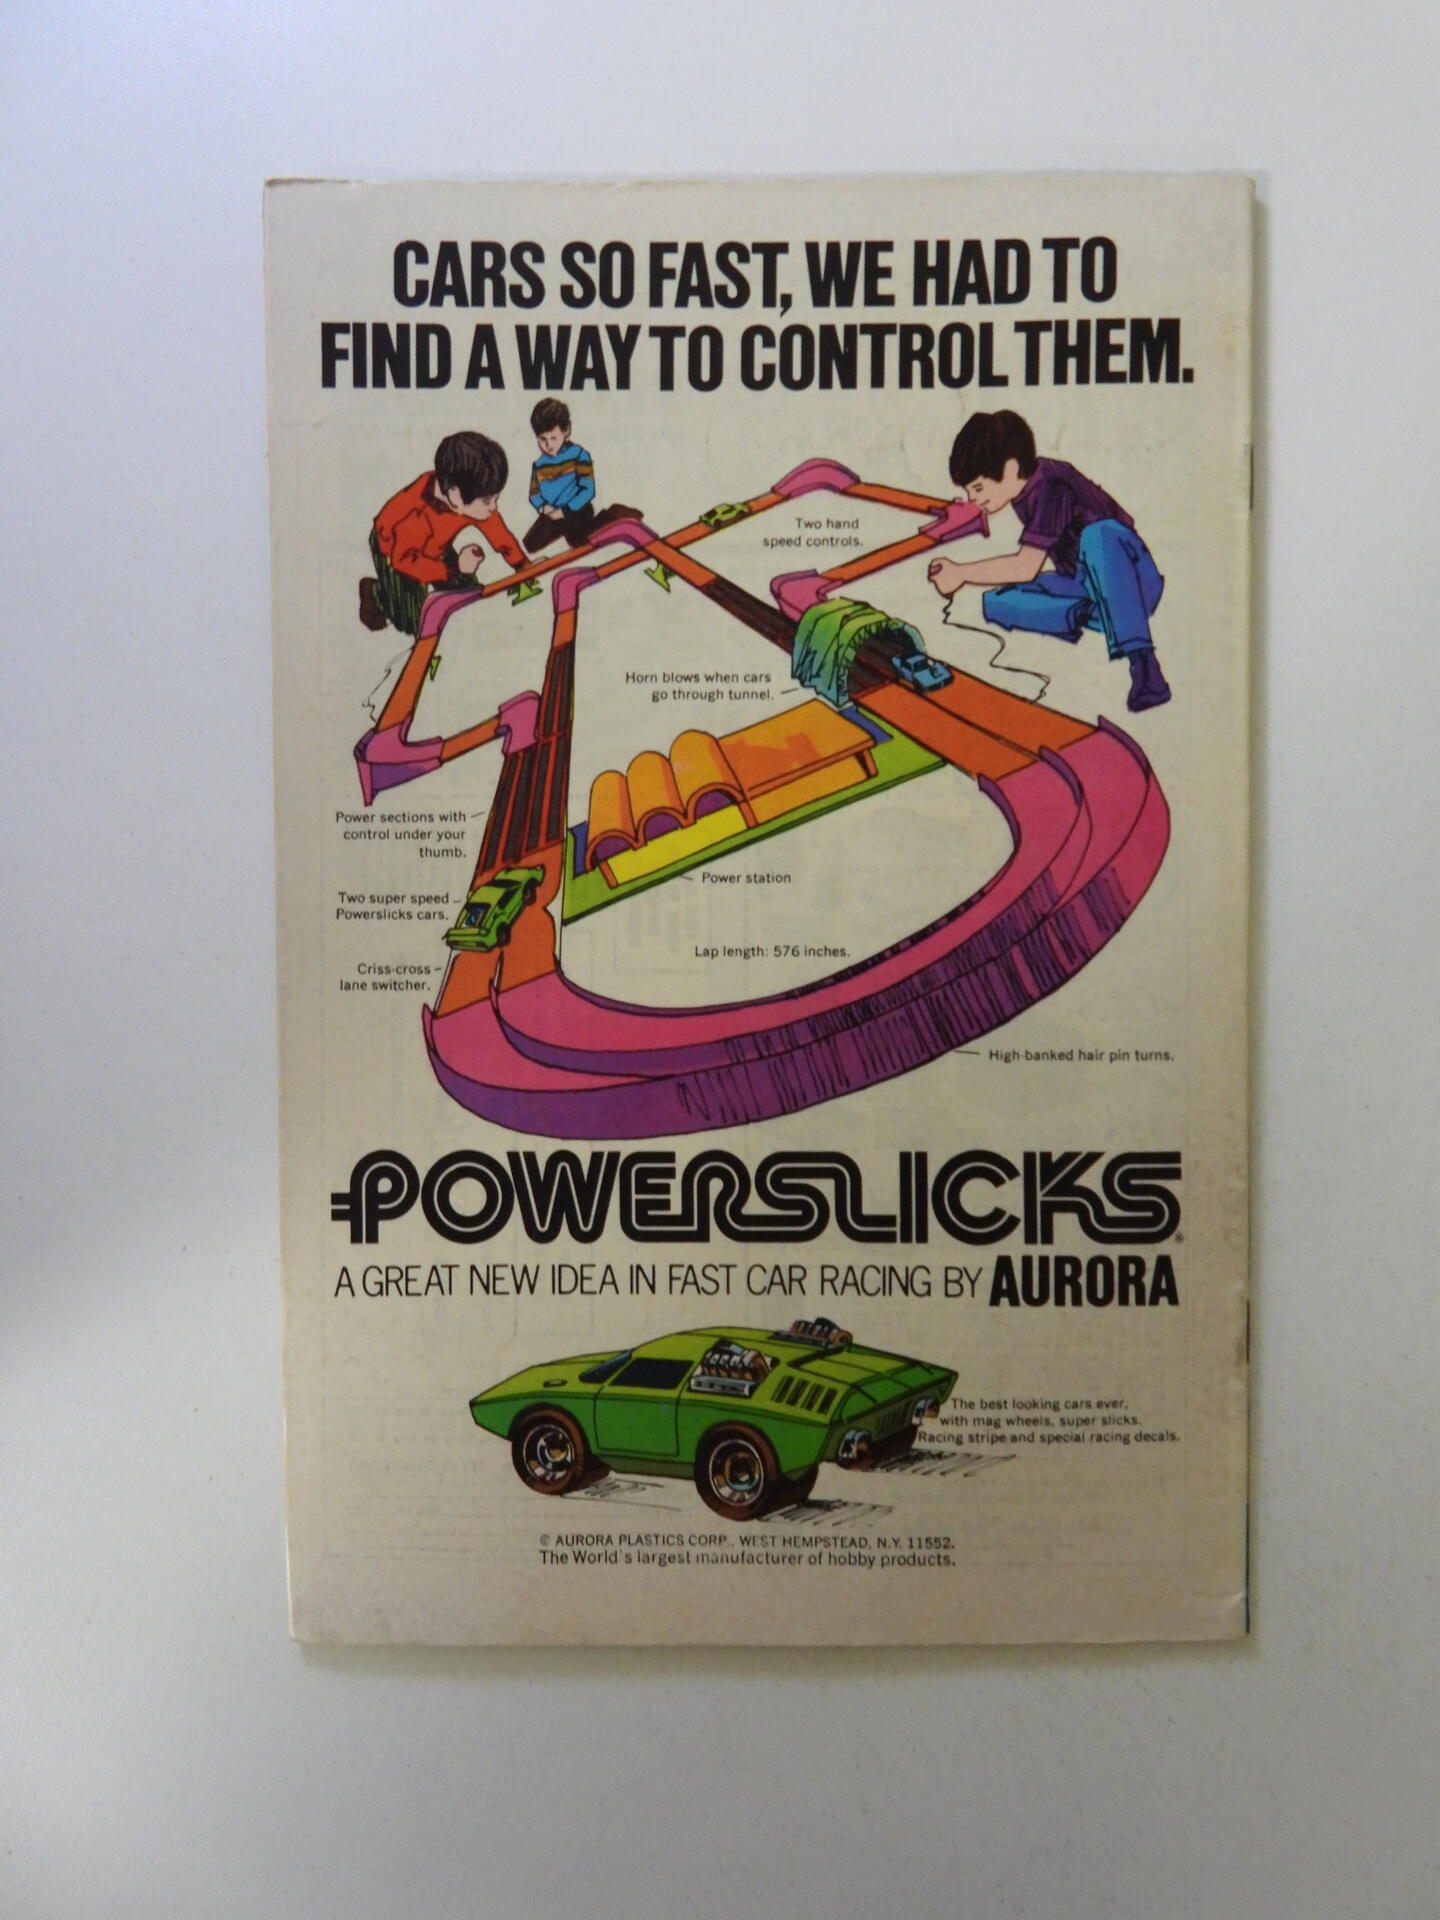 CARS SO FAST, WE HAD TO
FIND A WAY TO CONTROL THEM.
Two hand
speed controls.
Horn blows when cars
go through tunnel.
Power sections with
control under your
thumb.
Power station
Two super speed
Powerslicks cars.
Lap length: 576 inches.
Criss-cross
lane switcher.
High-banked hair pin turns.
POWERSLICKS®
A GREAT NEW IDEA IN FAST CAR RACING BY AURORA
The best looking cars ever,
with mag wheels, super slicks.
Racing stripe and special racing decals.
© AURORA PLASTICS CORP., WEST HEMPSTEAD, N.Y. 11552.
The World's largest manufacturer of hobby products.